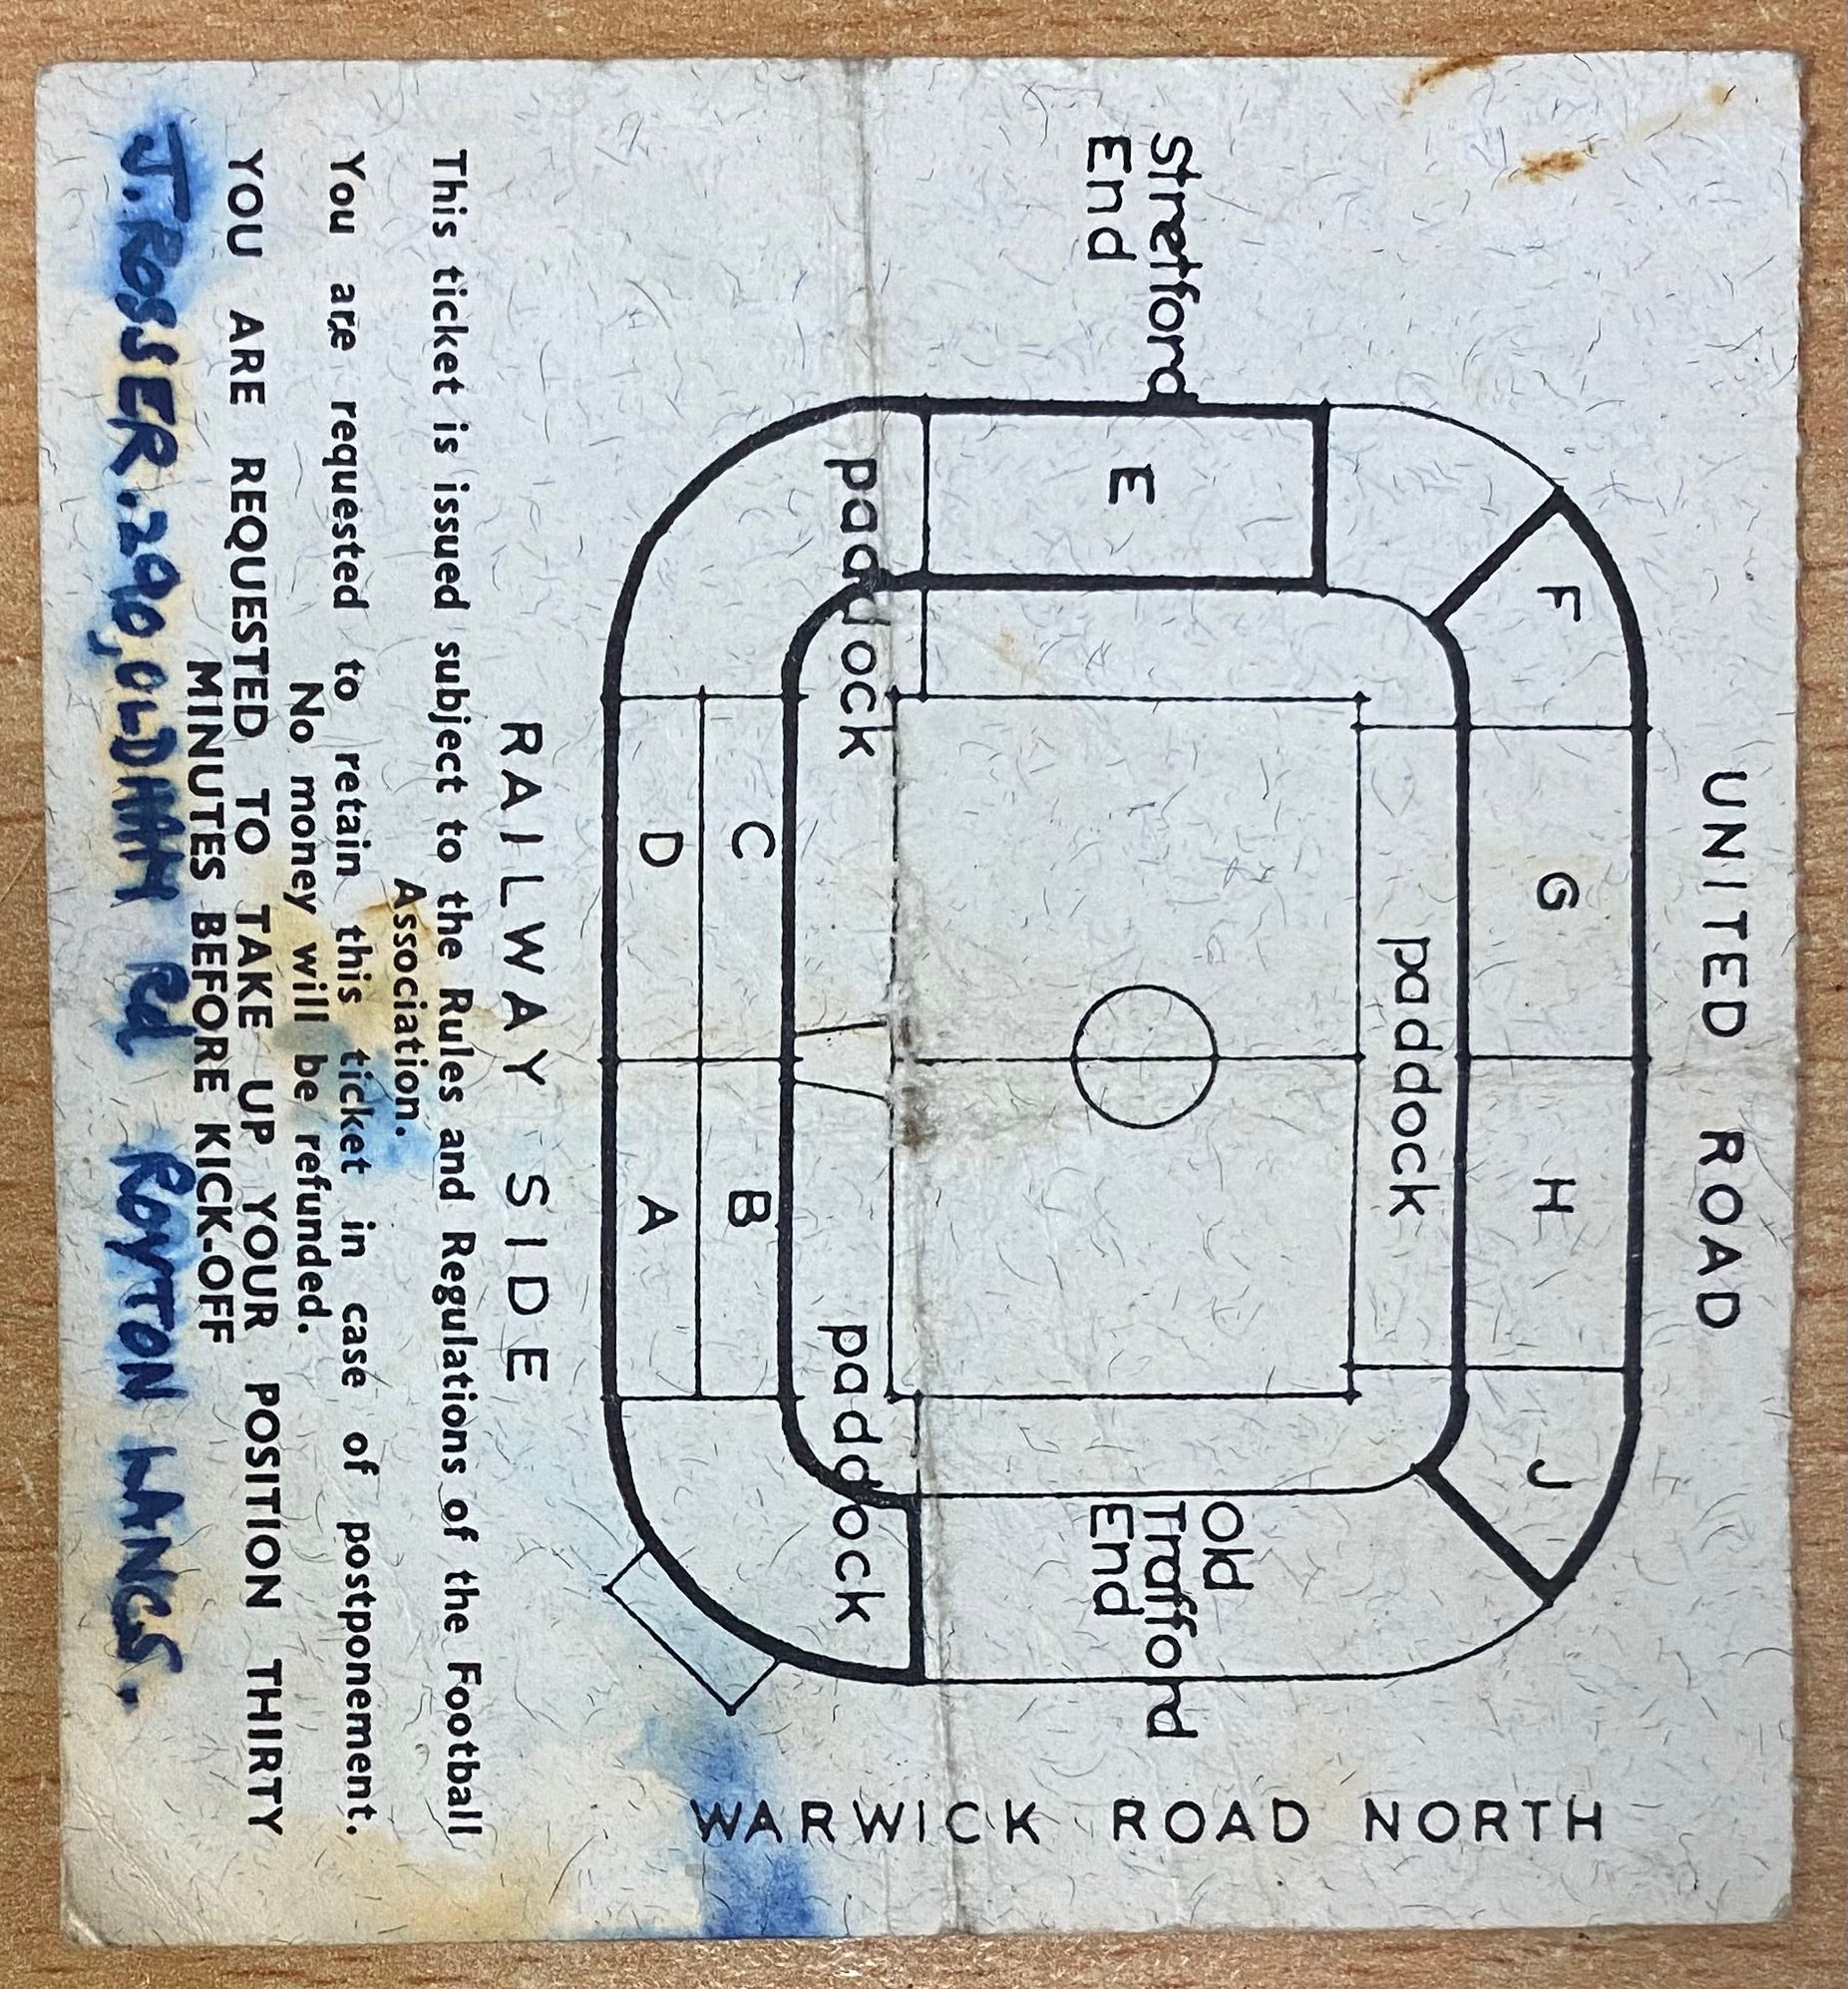 UNITED ROAD
Stretford
End
E
F
G
H
J
paddock
paddock
paddock
Old
Trafford
End
C
B
D
A
WARWICK ROAD NORTH
RAILWAY SIDE
This ticket is issued subject to the Rules and Regulations of the Football
Association.
You are requested to retain this ticket in case of postponement.
No money will be refunded.
YOU ARE REQUESTED TO TAKE UP YOUR POSITION THIRTY
MINUTES BEFORE KICK-OFF
J. ROSSER. 290, OLDHAM Rd ROYTON LANCS.